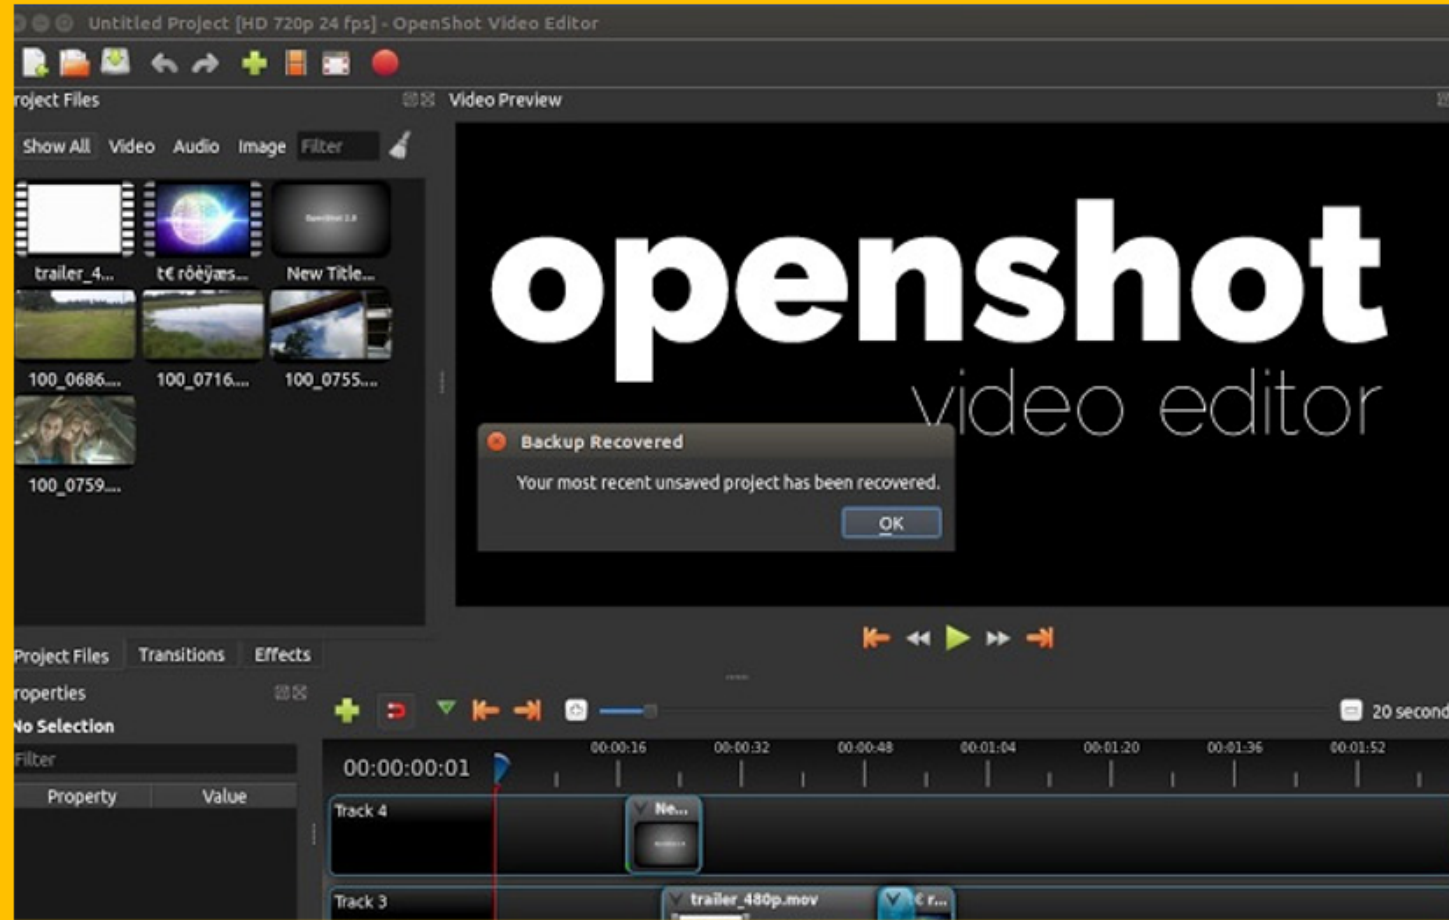 Untitled Project [HD 720p 24 fps] - OpenShot Video Editor
roject Files
Video Preview
Show All Video Audio Image Filter
OpenShot 2.0
trailer_4... t€ rôèÿæs... New Title...
100_0686.... 100_0716.... 100_0755....
100_0759....
openshot
video editor
Backup Recovered
Your most recent unsaved project has been recovered.
OK
Project Files Transitions Effects
roperties
No Selection
Filter
Property Value
20 second
00:00:00:01
00:00:16 00:00:32 00:00:48 00:01:04 00:01:20 00:01:36 00:01:52
Track 4
Ne...
Track 3
trailer_480p.mov
€ r...